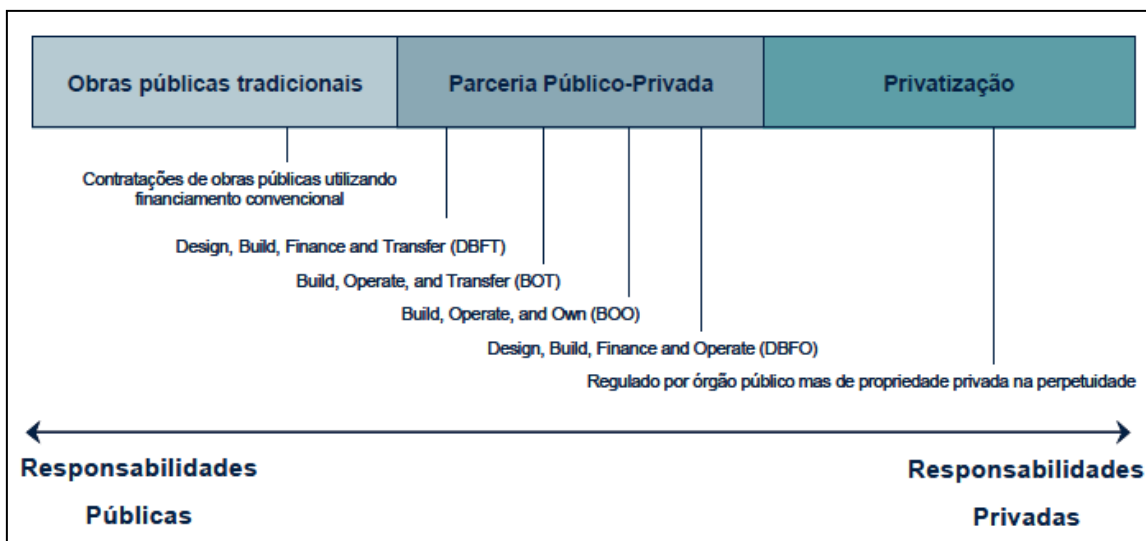 Obras públicas tradicionais
Parceria Público-Privada
Privatização
Contratações de obras públicas utilizando
financiamento convencional
Design, Build, Finance and Transfer (DBFT)
Build, Operate, and Transfer (BOT)
Build, Operate, and Own (BOO)
Design, Build, Finance and Operate (DBFO)
Regulado por órgão público mas de propriedade privada na perpetuidade
Responsabilidades
Públicas
Responsabilidades
Privadas